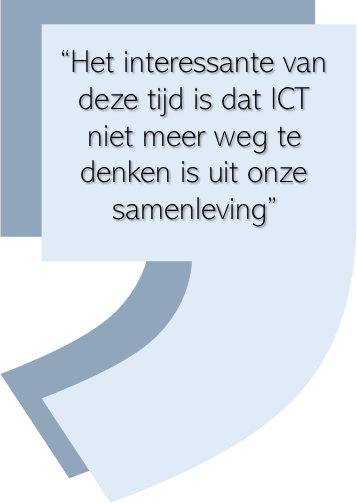 “Het interessante van
deze tijd is dat ICT
niet meer weg te
denken is uit onze
samenleving”